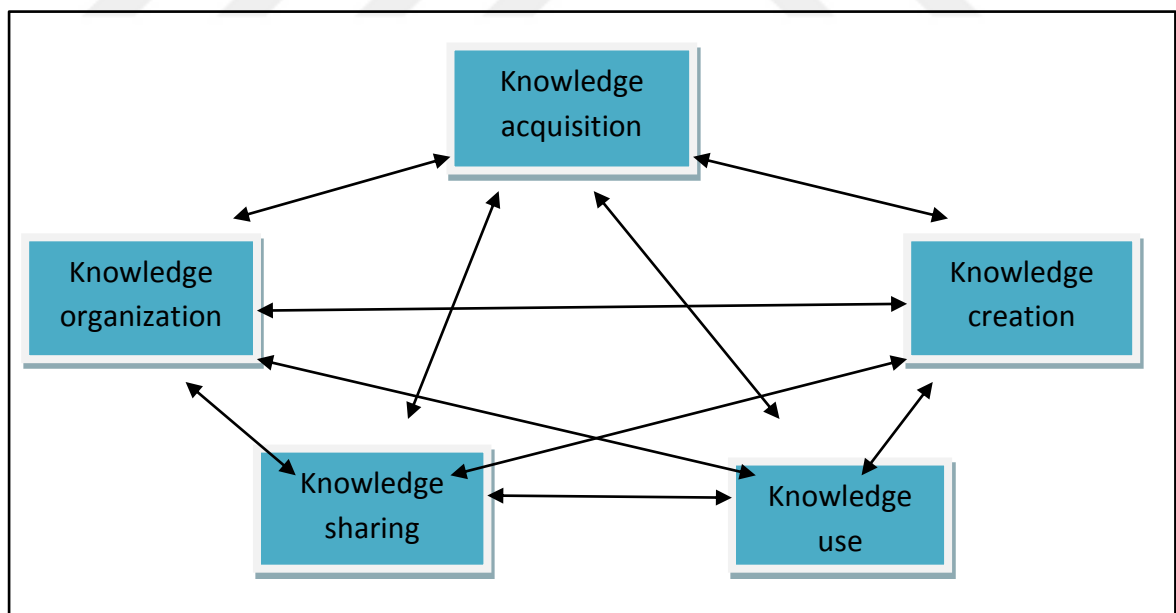 Knowledge
acquisition
Knowledge
organization
Knowledge
creation
Knowledge
sharing
Knowledge
use